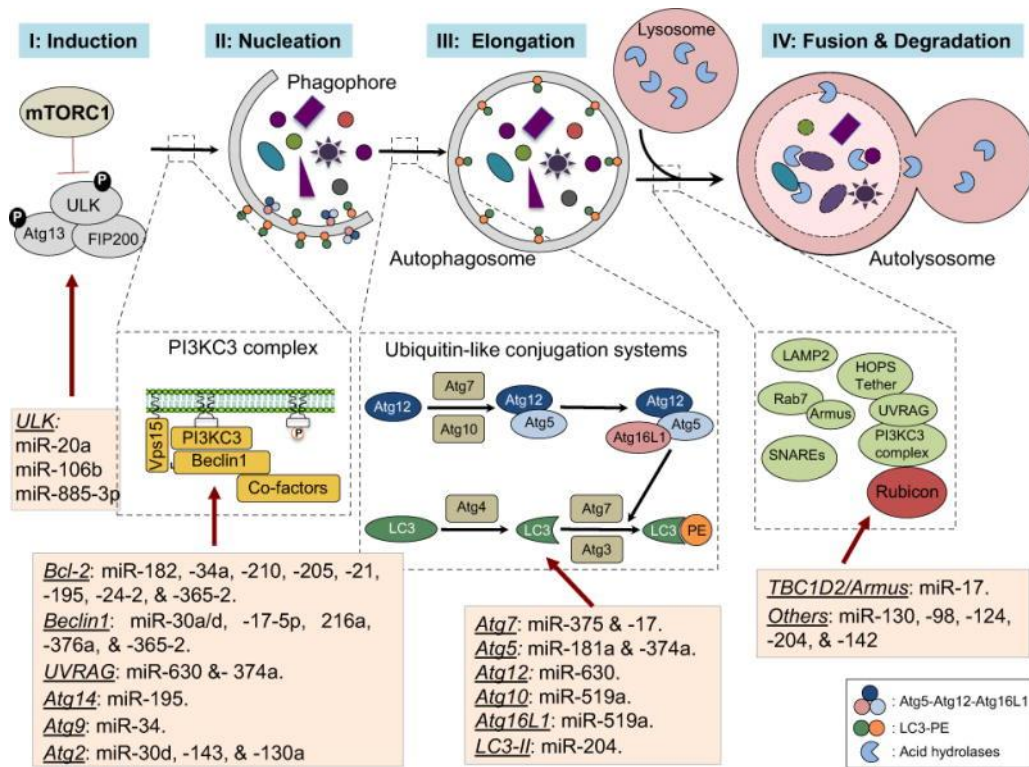 I: Induction
II: Nucleation
III: Elongation
Lysosome
IV: Fusion & Degradation
mTORC1
P
ULK
P
Atg13
FIP200
Phagophore
Autophagosome
Autolysosome
ULK:
miR-20a
miR-106b
miR-885-3p
PI3KC3 complex
Vps15
PI3KC3
Beclin1
Co-factors
P
Ubiquitin-like conjugation systems
Atg12
Atg7
Atg10
Atg12
Atg5
Atg12
Atg5
Atg16L1
LC3
Atg4
LC3
Atg7
Atg3
LC3
PE
LAMP2
HOPS
Tether
Rab7
Armus
UVRAG
PI3KC3
complex
SNAREs
Rubicon
Bcl-2: miR-182, -34a, -210, -205, -21,
-195, -24-2, & -365-2.
Beclin1: miR-30a/d, -17-5p, 216a,
-376a, & -365-2.
UVRAG: miR-630 &- 374a.
Atg14: miR-195.
Atg9: miR-34.
Atg2: miR-30d, -143, & -130a
Atg7: miR-375 & -17.
Atg5: miR-181a & -374a.
Atg12: miR-630.
Atg10: miR-519a.
Atg16L1: miR-519a.
LC3-II: miR-204.
TBC1D2/Armus: miR-17.
Others: miR-130, -98, -124,
-204, & -142
: Atg5-Atg12-Atg16L1
: LC3-PE
: Acid hydrolases